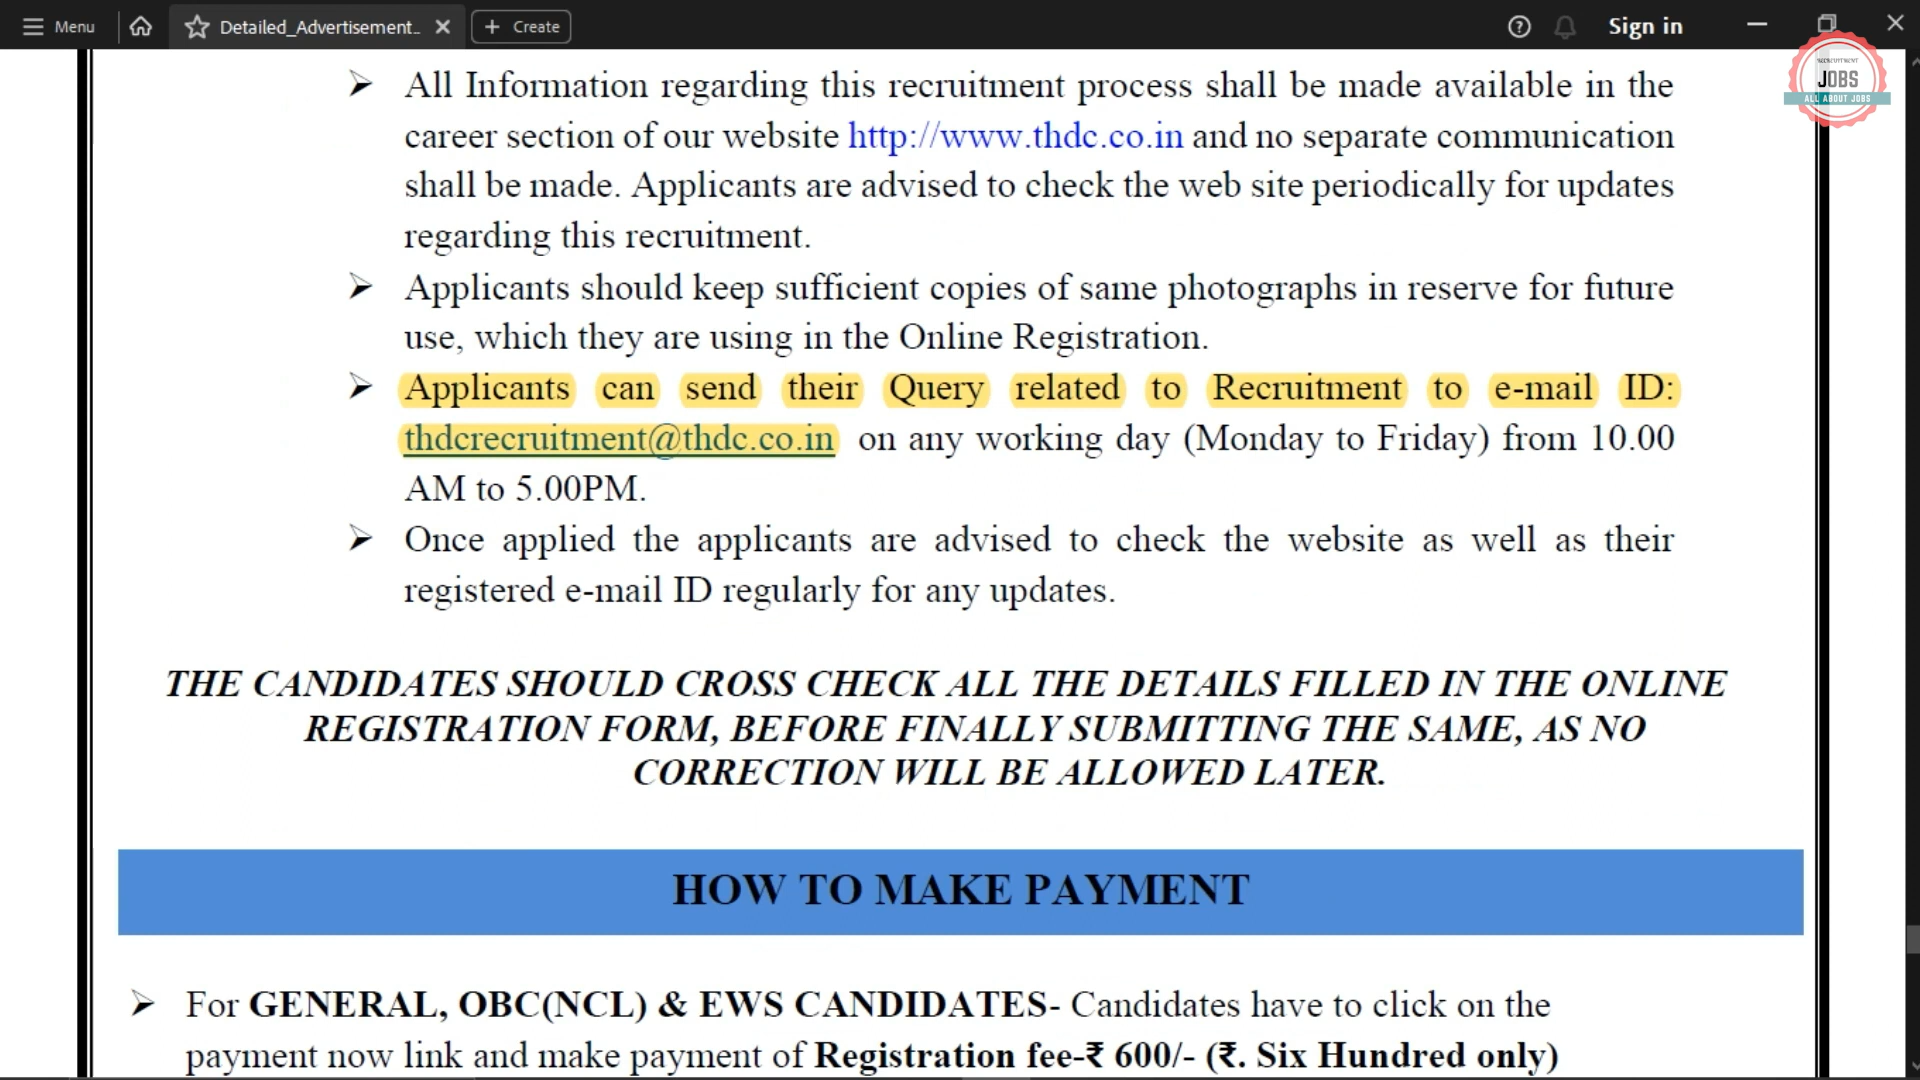 Menu
Detailed_Advertisement..
Create
Sign in
RECRUITMENT
JOBS
ALL ABOUT JOBS
➢ All Information regarding this recruitment process shall be made available in the
career section of our website http://www.thdc.co.in and no separate communication
shall be made. Applicants are advised to check the web site periodically for updates
regarding this recruitment.
➢ Applicants should keep sufficient copies of same photographs in reserve for future
use, which they are using in the Online Registration.
➢ Applicants can send their Query related to Recruitment to e-mail ID:
thdcrecruitment@thdc.co.in on any working day (Monday to Friday) from 10.00
AM to 5.00PM.
➢ Once applied the applicants are advised to check the website as well as their
registered e-mail ID regularly for any updates.
THE CANDIDATES SHOULD CROSS CHECK ALL THE DETAILS FILLED IN THE ONLINE
REGISTRATION FORM, BEFORE FINALLY SUBMITTING THE SAME, AS NO
CORRECTION WILL BE ALLOWED LATER.
HOW TO MAKE PAYMENT
➢ For GENERAL, OBC(NCL) & EWS CANDIDATES- Candidates have to click on the
payment now link and make payment of Registration fee-₹ 600/- (₹. Six Hundred only)